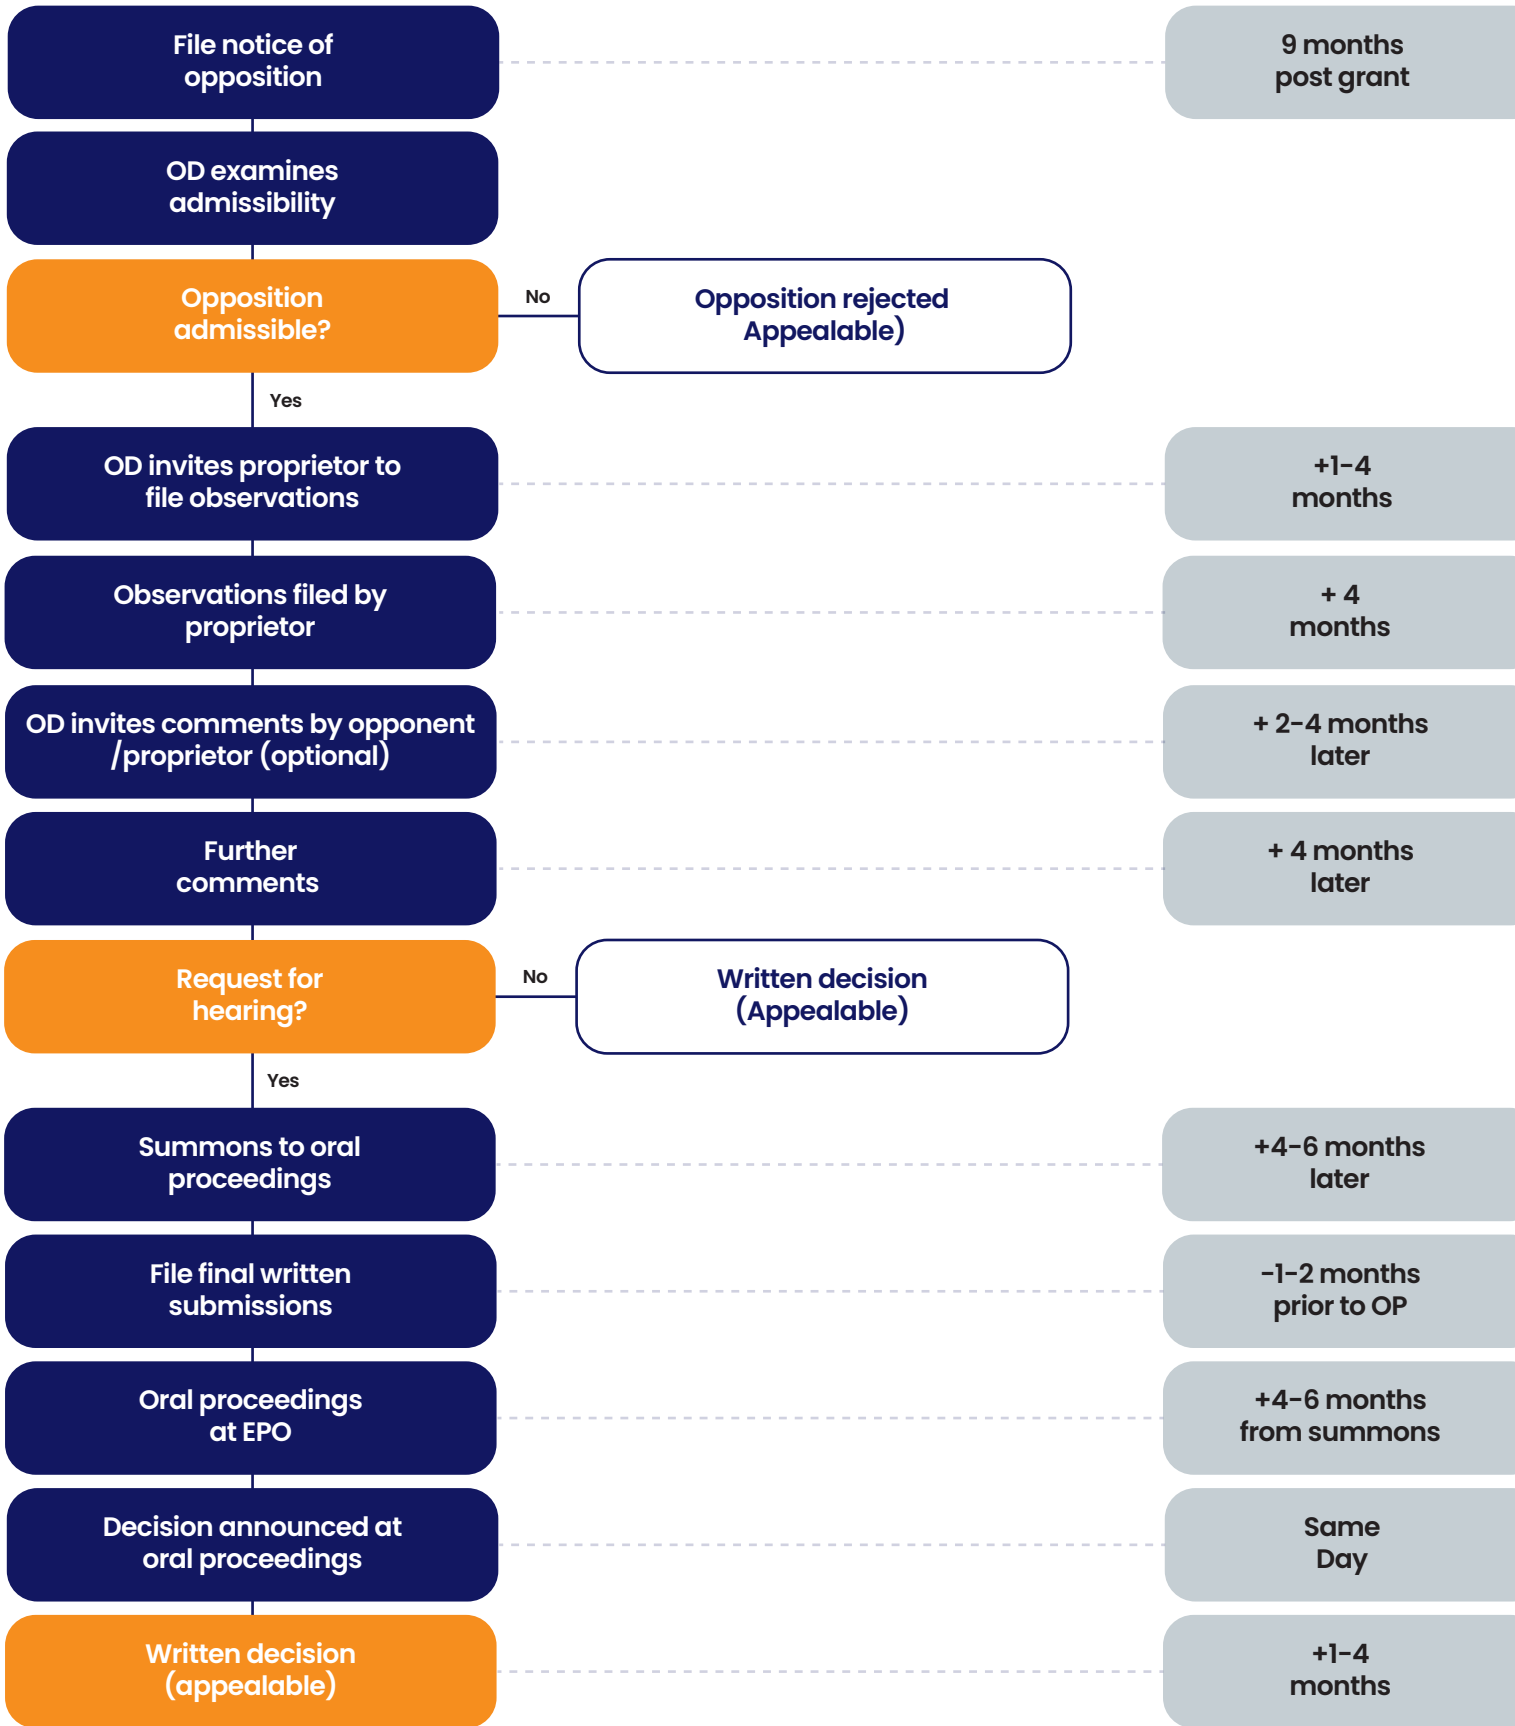 File notice of
opposition
9 months
post grant
OD examines
admissibility
Opposition
admissible?
No
Opposition rejected
Appealable)
Yes
OD invites proprietor to
file observations
+1-4
months
Observations filed by
proprietor
+ 4
months
OD invites comments by opponent
/proprietor (optional)
+ 2-4 months
later
Further
comments
+ 4 months
later
Request for
hearing?
No
Written decision
(Appealable)
Yes
Summons to oral
proceedings
+4-6 months
later
File final written
submissions
-1-2 months
prior to OP
Oral proceedings
at EPO
+4-6 months
from summons
Decision announced at
oral proceedings
Same
Day
Written decision
(appealable)
+1-4
months